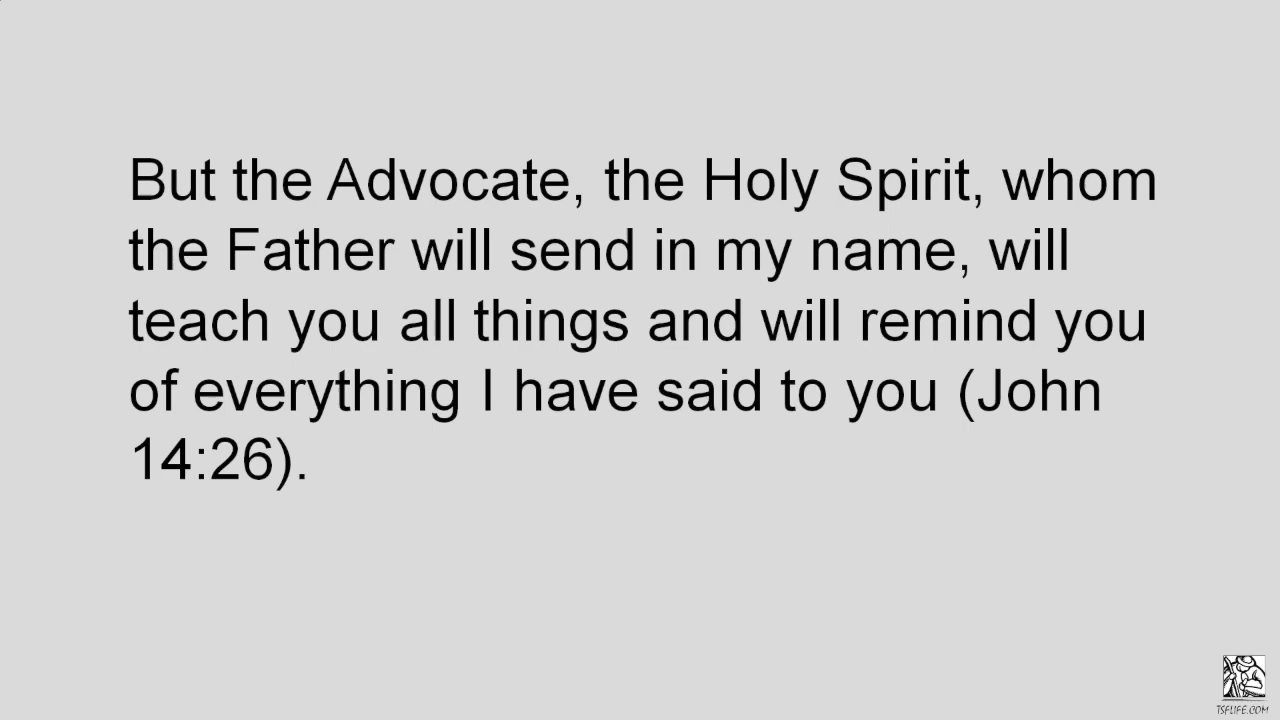 But the Advocate, the Holy Spirit, whom
the Father will send in my name, will
teach you all things and will remind you
of everything I have said to you (John
14:26).
TSFLIFE.COM